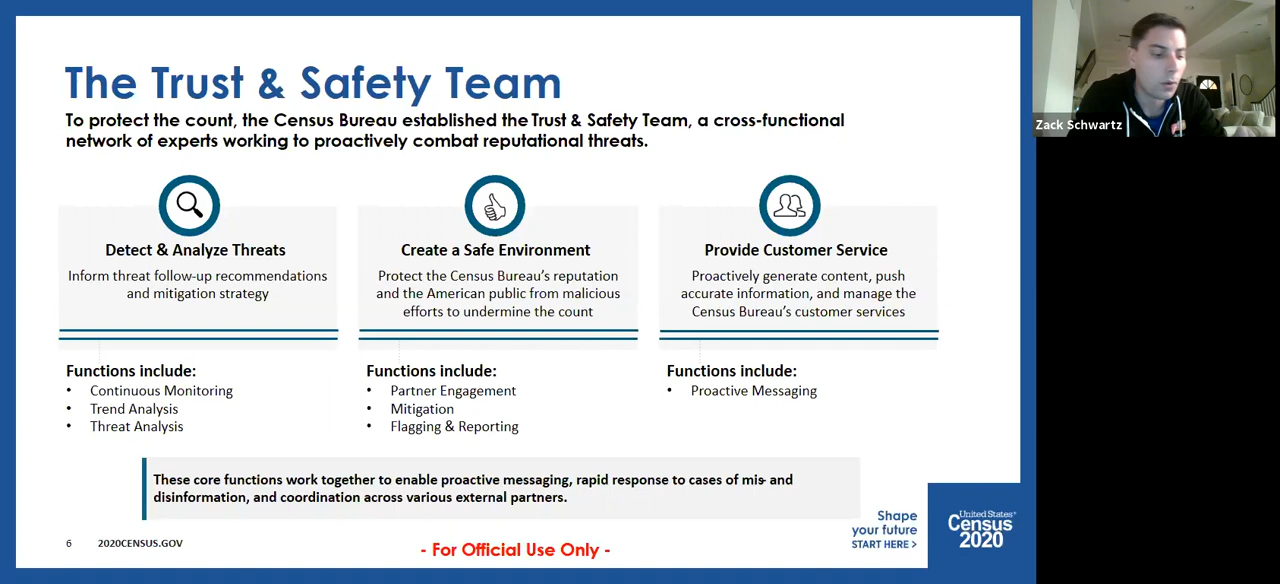 The Trust & Safety Team
To protect the count, the Census Bureau established the Trust & Safety Team, a cross-functional
network of experts working to proactively combat reputational threats.
Detect & Analyze Threats
Inform threat follow-up recommendations
and mitigation strategy
Functions include:
• Continuous Monitoring
• Trend Analysis
• Threat Analysis
Create a Safe Environment
Protect the Census Bureau's reputation
and the American public from malicious
efforts to undermine the count
Functions include:
• Partner Engagement
• Mitigation
• Flagging & Reporting
Provide Customer Service
Proactively generate content, push
accurate information, and manage the
Census Bureau's customer services
Functions include:
• Proactive Messaging
These core functions work together to enable proactive messaging, rapid response to cases of mis- and
disinformation, and coordination across various external partners.
6 2020CENSUS.GOV
- For Official Use Only -
Shape
your future
START HERE >
United States®
Census
2020
Zack Schwartz